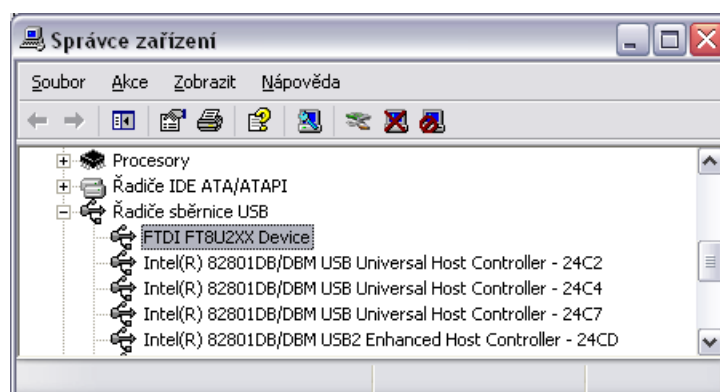 Správce zařízení
Soubor Akce Zobrazit Nápověda
Procesory
Řadiče IDE ATA/ATAPI
Řadiče sběrnice USB
FTDI FT8U2XX Device
Intel(R) 82801DB/DBM USB Universal Host Controller - 24C2
Intel(R) 82801DB/DBM USB Universal Host Controller - 24C4
Intel(R) 82801DB/DBM USB Universal Host Controller - 24C7
Intel(R) 82801DB/DBM USB2 Enhanced Host Controller - 24CD